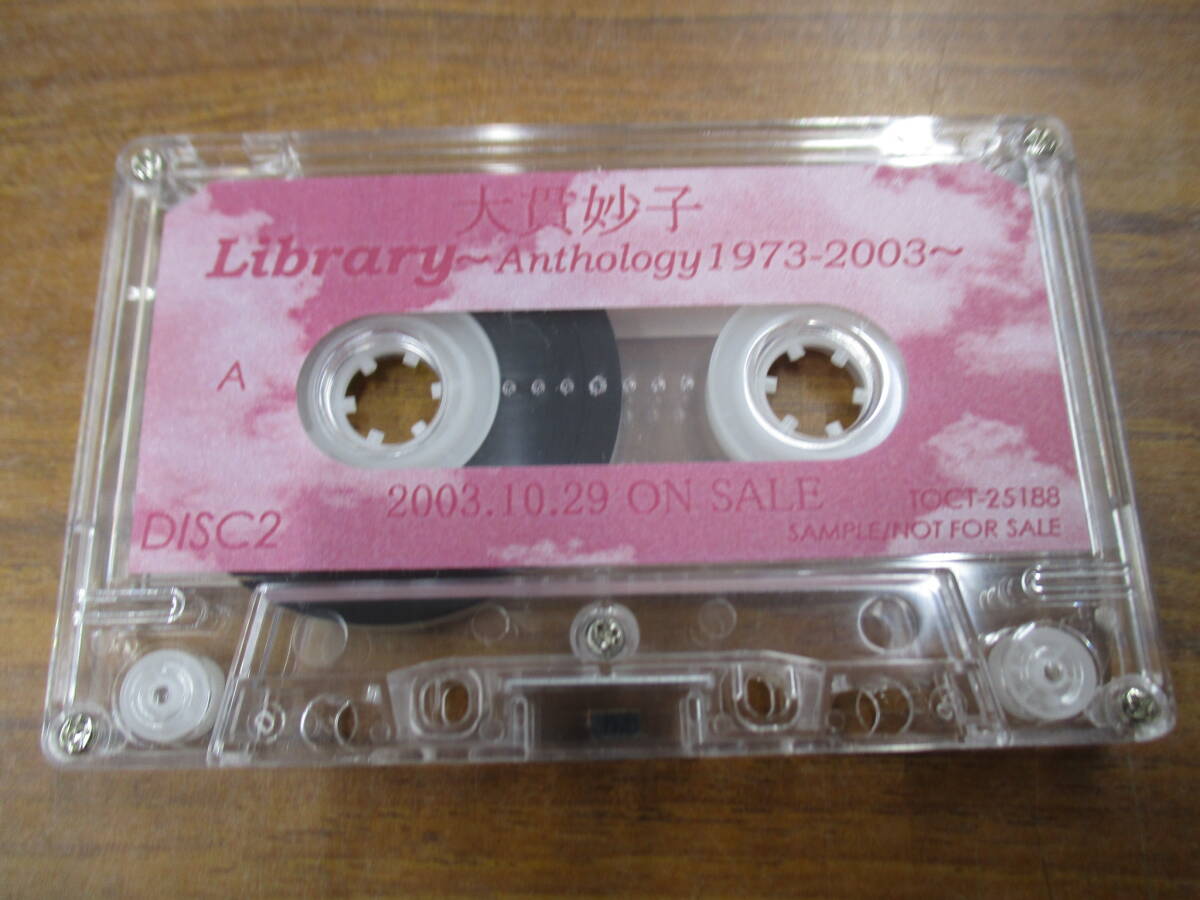 大貫妙子
Library～Anthology1973-2003～
A
2003.10.29 ON SALE
DISC2
TOCT-25188
SAMPLE/NOT FOR SALE